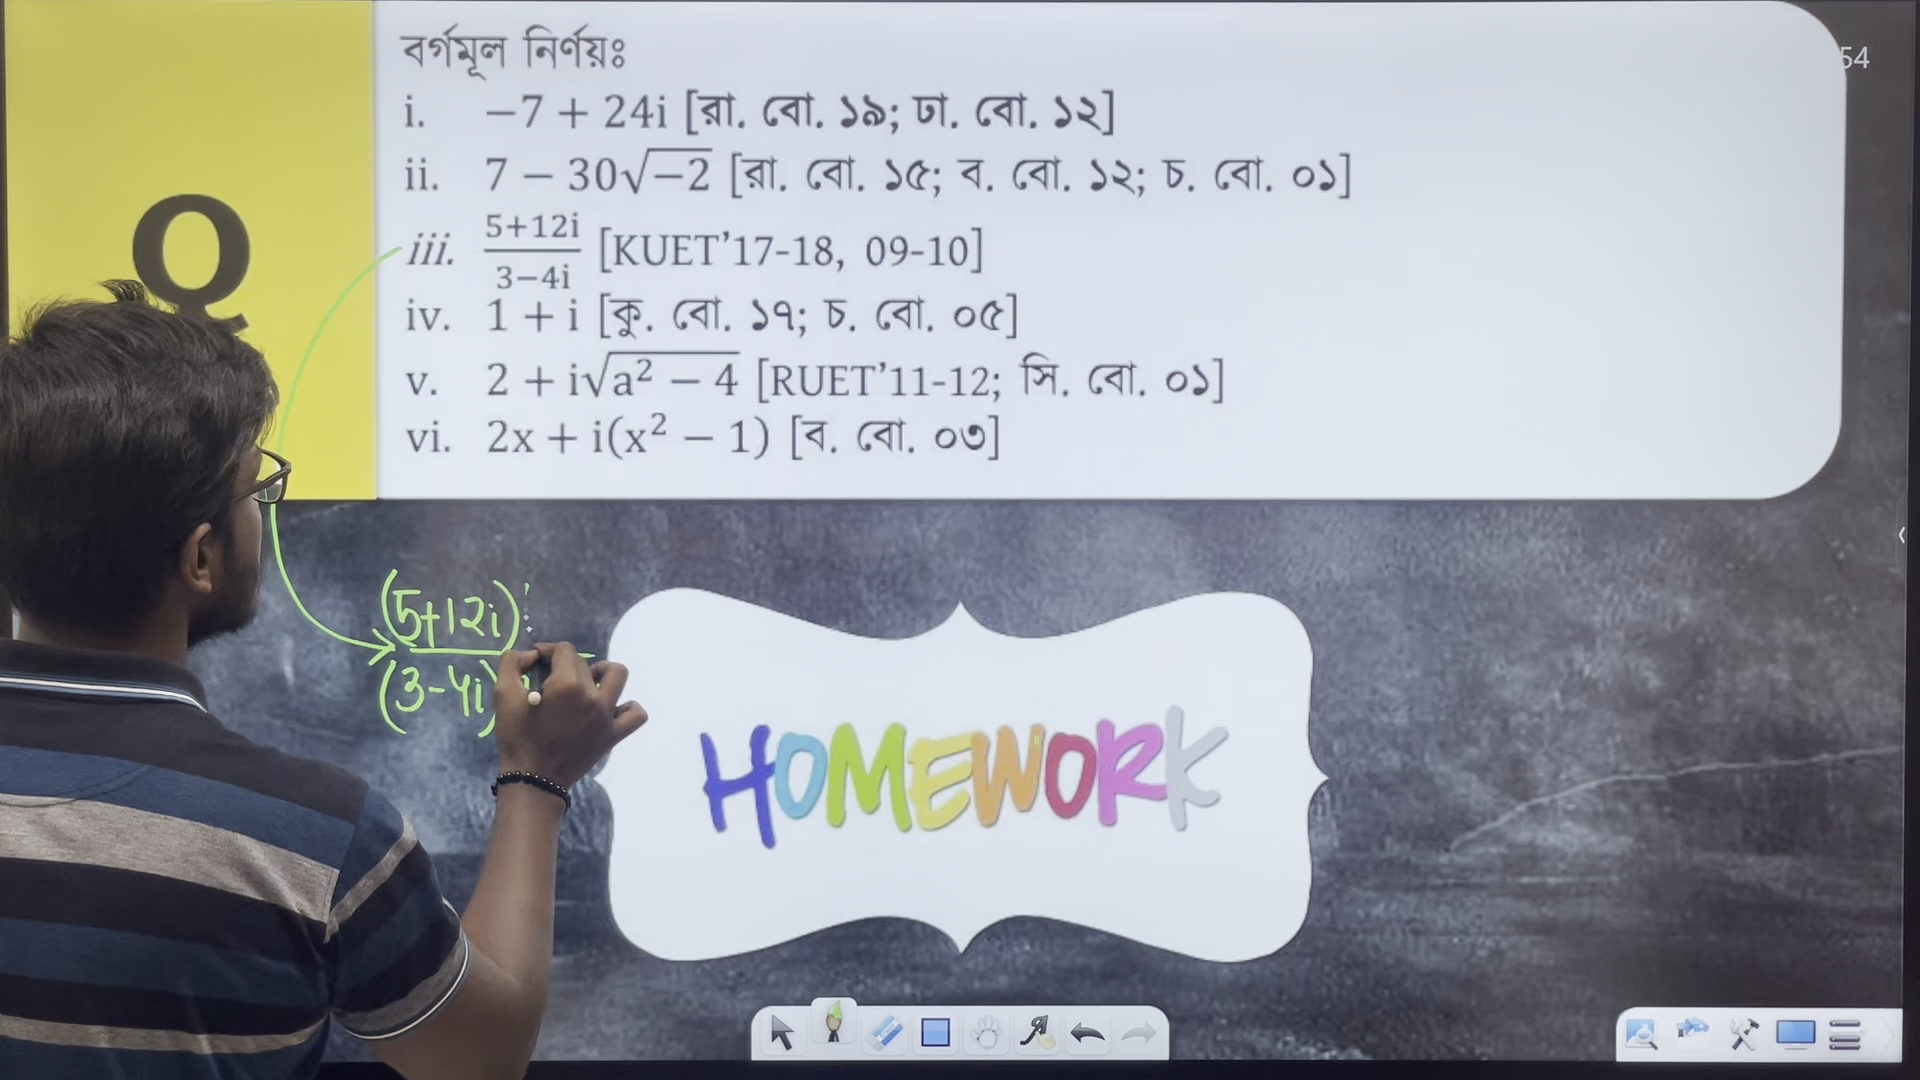 54
বর্গমূল নির্ণয়ঃ
i. −7 + 24i [রা. বো. ১৯; ঢা. বো. ১২]
ii. 7 − 30√−2 [রা. বো. ১৫; ব. বো. ১২; চ. বো. ০১]
iii. 5+12i/3−4i [KUET’17-18, 09-10]
iv. 1 + i [কু. বো. ১৭; চ. বো. ০৫]
v. 2 + i√a² − 4 [RUET’11-12; সি. বো. ০১]
vi. 2x + i(x² − 1) [ব. বো. ০৩]
Q
(5+12i)
(3-4i)
HOMEWORK